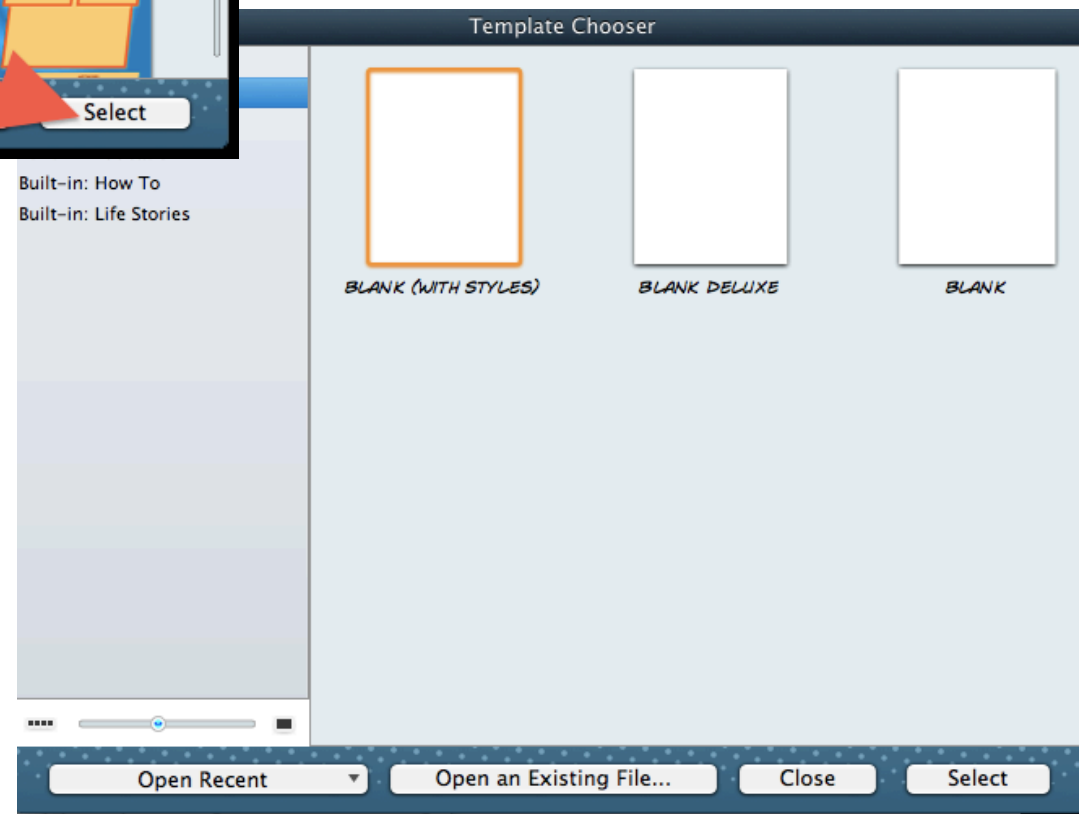 Template Chooser
Select
Built-in: How To
Built-in: Life Stories
BLANK (WITH STYLES)
BLANK DELUXE
BLANK
Open Recent
Open an Existing File...
Close
Select